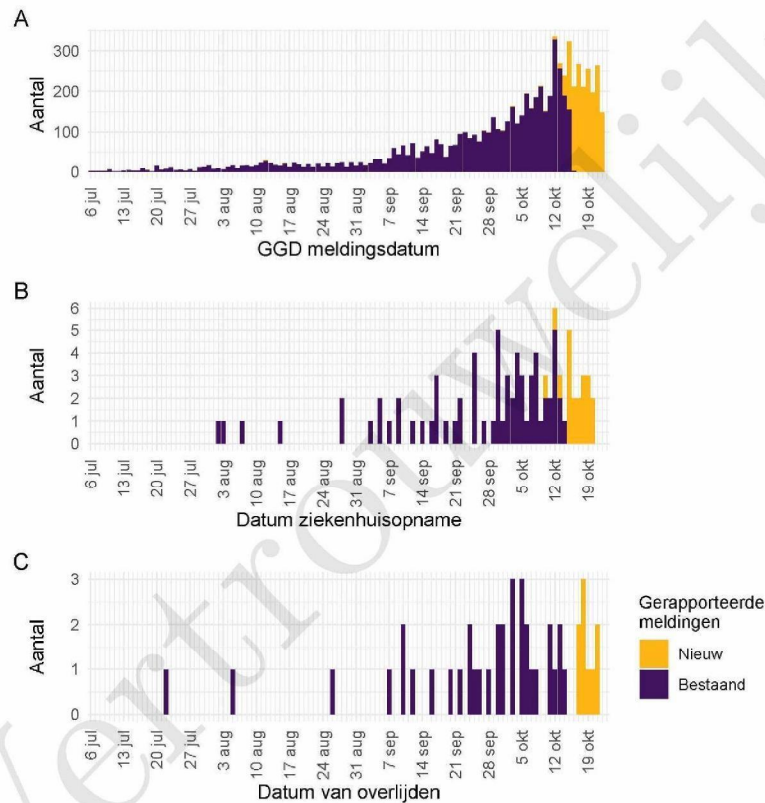 A
300
200
100
0
Aantal
6 jul
13 jul
20 jul
27 jul
3 aug
10 aug
17 aug
24 aug
31 aug
7 sep
14 sep
21 sep
28 sep
5 okt
12 okt
19 okt
GGD meldingsdatum
B
6
5
4
3
2
1
0
Aantal
6 jul
13 jul
20 jul
27 jul
3 aug
10 aug
17 aug
24 aug
31 aug
7 sep
14 sep
21 sep
28 sep
5 okt
12 okt
19 okt
Datum ziekenhuisopname
C
3
2
1
0
Aantal
6 jul
13 jul
20 jul
27 jul
3 aug
10 aug
17 aug
24 aug
31 aug
7 sep
14 sep
21 sep
28 sep
5 okt
12 okt
19 okt
Datum van overlijden
Gerapporteerde
meldingen
Nieuw
Bestaand
Vertrouwelijk